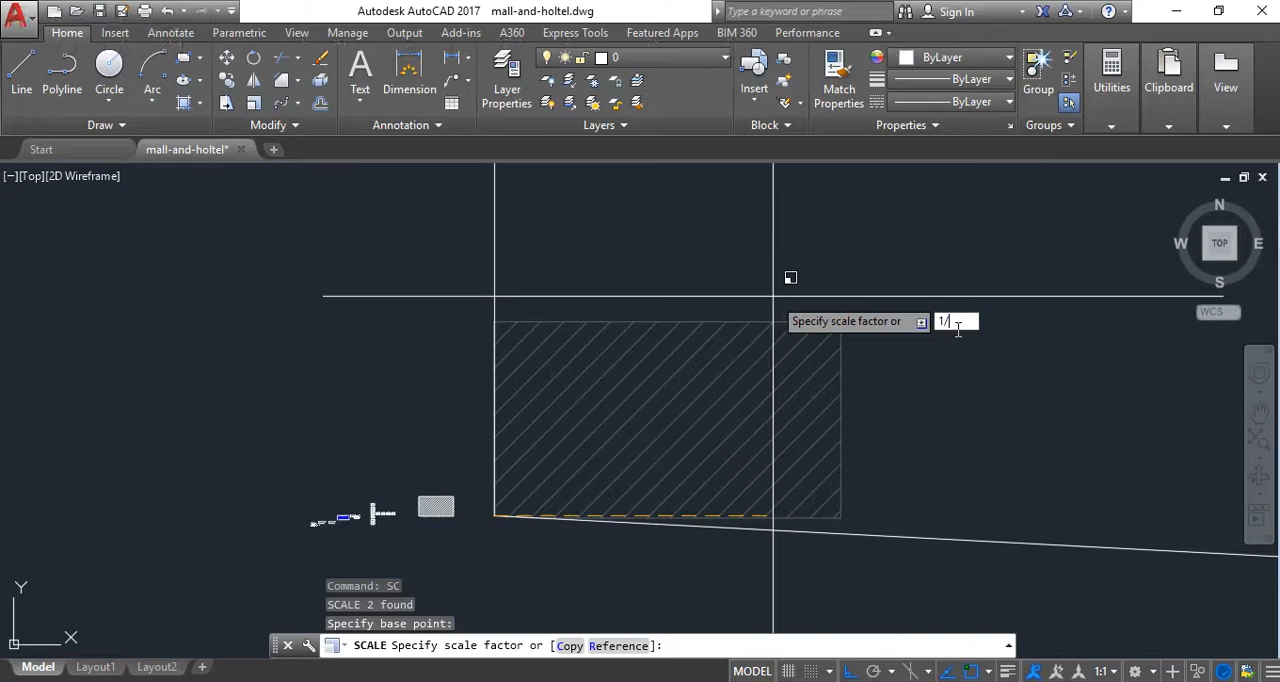 Autodesk AutoCAD 2017 mall-and-holtel.dwg
Type a keyword or phrase
Sign In
Home Insert Annotate Parametric View Manage Output Add-ins A360 Express Tools Featured Apps BIM 360 Performance
Line Polyline Circle Arc
Text Dimension
Layer Properties
0
Insert
Match Properties
ByLayer
ByLayer
ByLayer
Group
Utilities
Clipboard
View
Draw
Modify
Annotation
Layers
Block
Properties
Groups
Start
mall-and-holtel*
[−][Top][2D Wireframe]
N
W TOP E
S
WCS
Specify scale factor or 1/
Y
X
Command: SC
SCALE 2 found
Specify base point:
SCALE Specify scale factor or [Copy Reference]:
Model Layout1 Layout2 +
MODEL
1:1